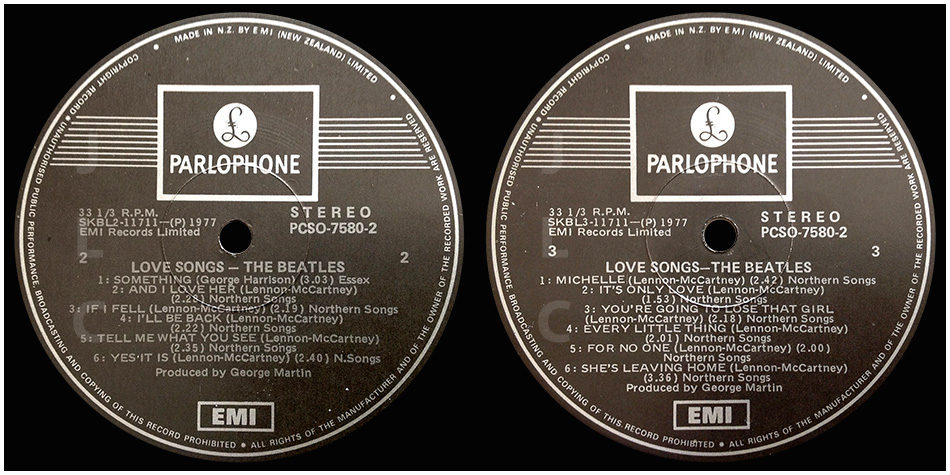 MADE IN N.Z. BY EMI (NEW ZEALAND) LIMITED
COPYRIGHT RECORD • UNAUTHORISED PUBLIC PERFORMANCE, BROADCASTING AND COPYING OF THIS RECORD PROHIBITED • ALL RIGHTS OF THE MANUFACTURER AND OF THE OWNER OF THE RECORDED WORK ARE RESERVED
£
PARLOPHONE
33 1/3 R.P.M.
SKBL2-11711—(P) 1977
EMI Records Limited
STEREO
PCSO-7580-2
2
2
LOVE SONGS — THE BEATLES
1: SOMETHING (George Harrison) (3.03) Essex
2: AND I LOVE HER (Lennon-McCartney)
(2.28) Northern Songs
3: IF I FELL (Lennon-McCartney) (2.19) Northern Songs
4: I'LL BE BACK (Lennon-McCartney)
(2.22) Northern Songs
5: TELL ME WHAT YOU SEE (Lennon-McCartney)
(2.35) Northern Songs
6: YES'IT IS (Lennon-McCartney) (2.40) N.Songs
Produced by George Martin
EMI
JLC
MADE IN N.Z. BY EMI (NEW ZEALAND) LIMITED
COPYRIGHT RECORD • UNAUTHORISED PUBLIC PERFORMANCE, BROADCASTING AND COPYING OF THIS RECORD PROHIBITED • ALL RIGHTS OF THE MANUFACTURER AND OF THE OWNER OF THE RECORDED WORK ARE RESERVED
£
PARLOPHONE
33 1/3 R.P.M.
SKBL3-11711—(P) 1977
EMI Records Limited
STEREO
PCSO-7580-2
3
3
LOVE SONGS—THE BEATLES
1: MICHELLE (Lennon-McCartney) (2.42) Northern Songs
2: IT'S ONLY LOVE (Lennon-McCartney)
(1.53) Northern Songs
3: YOU'RE GOING TO LOSE THAT GIRL
(Lennon-McCartney) (2.18) Northern Songs
4: EVERY LITTLE THING (Lennon-McCartney)
(2.01) Northern Songs
5: FOR NO ONE (Lennon-McCartney) (2.00)
Northern Songs
6: SHE'S LEAVING HOME (Lennon-McCartney)
(3.36) Northern Songs
Produced by George Martin
EMI
JLC